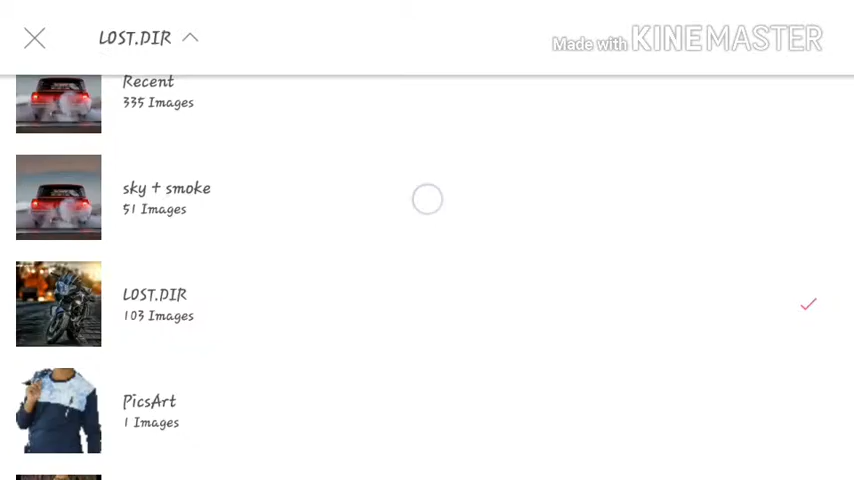 LOST.DIR
Made with KINEMASTER
Recent
335 Images
sky + smoke
51 Images
LOST.DIR
103 Images
PicsArt
1 Images